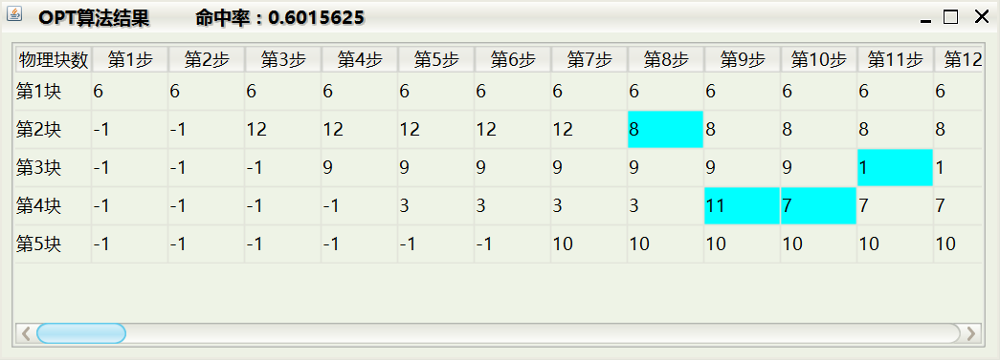 OPT算法结果 命中率：0.6015625
物理块数 第1步 第2步 第3步 第4步 第5步 第6步 第7步 第8步 第9步 第10步 第11步 第12
第1块 6 6 6 6 6 6 6 6 6 6 6 6
第2块 -1 -1 12 12 12 12 12 8 8 8 8 8
第3块 -1 -1 -1 9 9 9 9 9 9 9 1 1
第4块 -1 -1 -1 -1 3 3 3 3 11 7 7 7
第5块 -1 -1 -1 -1 -1 -1 10 10 10 10 10 10